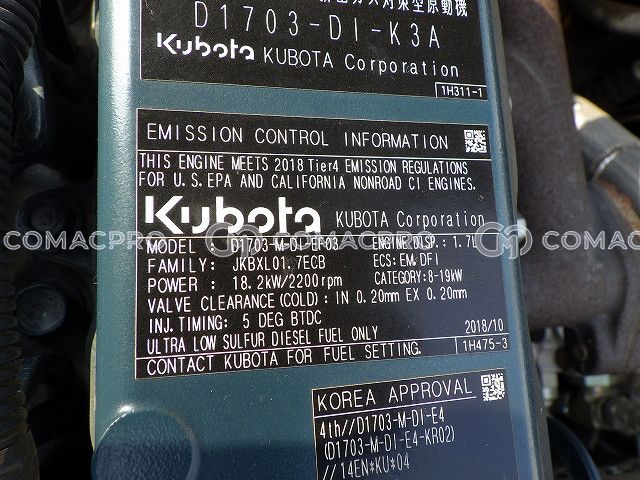 D1703-DI-K3A
Kubota KUBOTA Corporation
1H311-1
EMISSION CONTROL INFORMATION
THIS ENGINE MEETS 2018 Tier4 EMISSION REGULATIONS
FOR U.S.EPA AND CALIFORNIA NONROAD CI ENGINES.
Kubota KUBOTA Corporation
COMACPRO COMACPRO COMACPRO
MODEL : D1703-M-DI-EF03 ENGINE DISP.: 1.7L
FAMILY: JKBXL01.7ECB ECS: EM,DFI
POWER : 18.2kW/2200rpm CATEGORY:8-19kW
VALVE CLEARANCE(COLD): IN 0.20mm EX 0.20mm
INJ.TIMING: 5 DEG BTDC
ULTRA LOW SULFUR DIESEL FUEL ONLY 2018/10
CONTACT KUBOTA FOR FUEL SETTING. 1H475-3
KOREA APPROVAL
4th//D1703-M-DI-E4
(D1703-M-DI-E4-KR02)
//14EN*KU*04